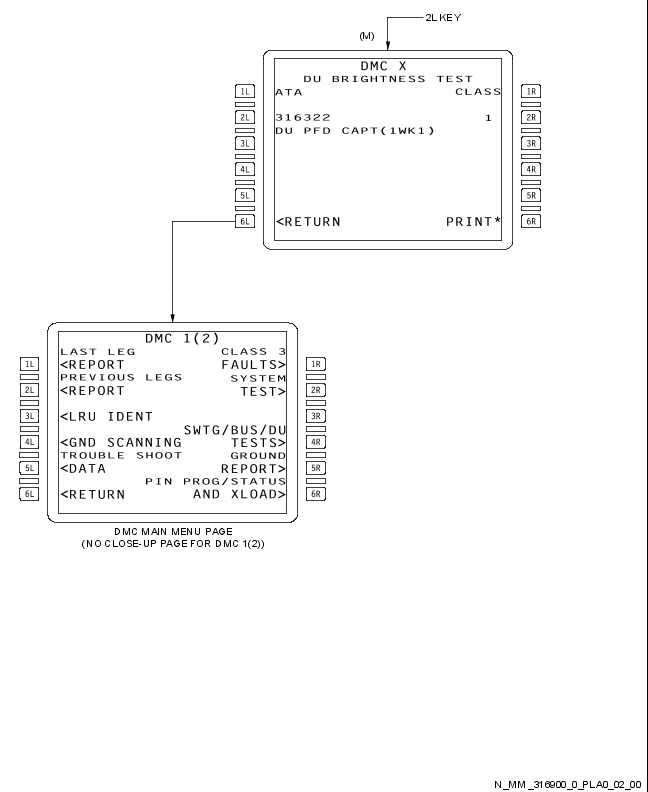 2L KEY
(M)
DMC X
DU BRIGHTNESS TEST
1L ATA CLASS 1R
2L 316322 1 2R
DU PFD CAPT(1WK1)
3L 3R
4L 4R
5L 5R
6L <RETURN PRINT* 6R
DMC 1(2)
LAST LEG CLASS 3
1L <REPORT FAULTS> 1R
PREVIOUS LEGS SYSTEM
2L <REPORT TEST> 2R
3L <LRU IDENT 3R
SWTG/BUS/DU
4L <GND SCANNING TESTS> 4R
TROUBLE SHOOT GROUND
5L <DATA REPORT> 5R
PIN PROG/STATUS
6L <RETURN AND XLOAD> 6R
DMC MAIN MENU PAGE
(NO CLOSE-UP PAGE FOR DMC 1(2))
N_MM_316900_0_PLA0_02_00